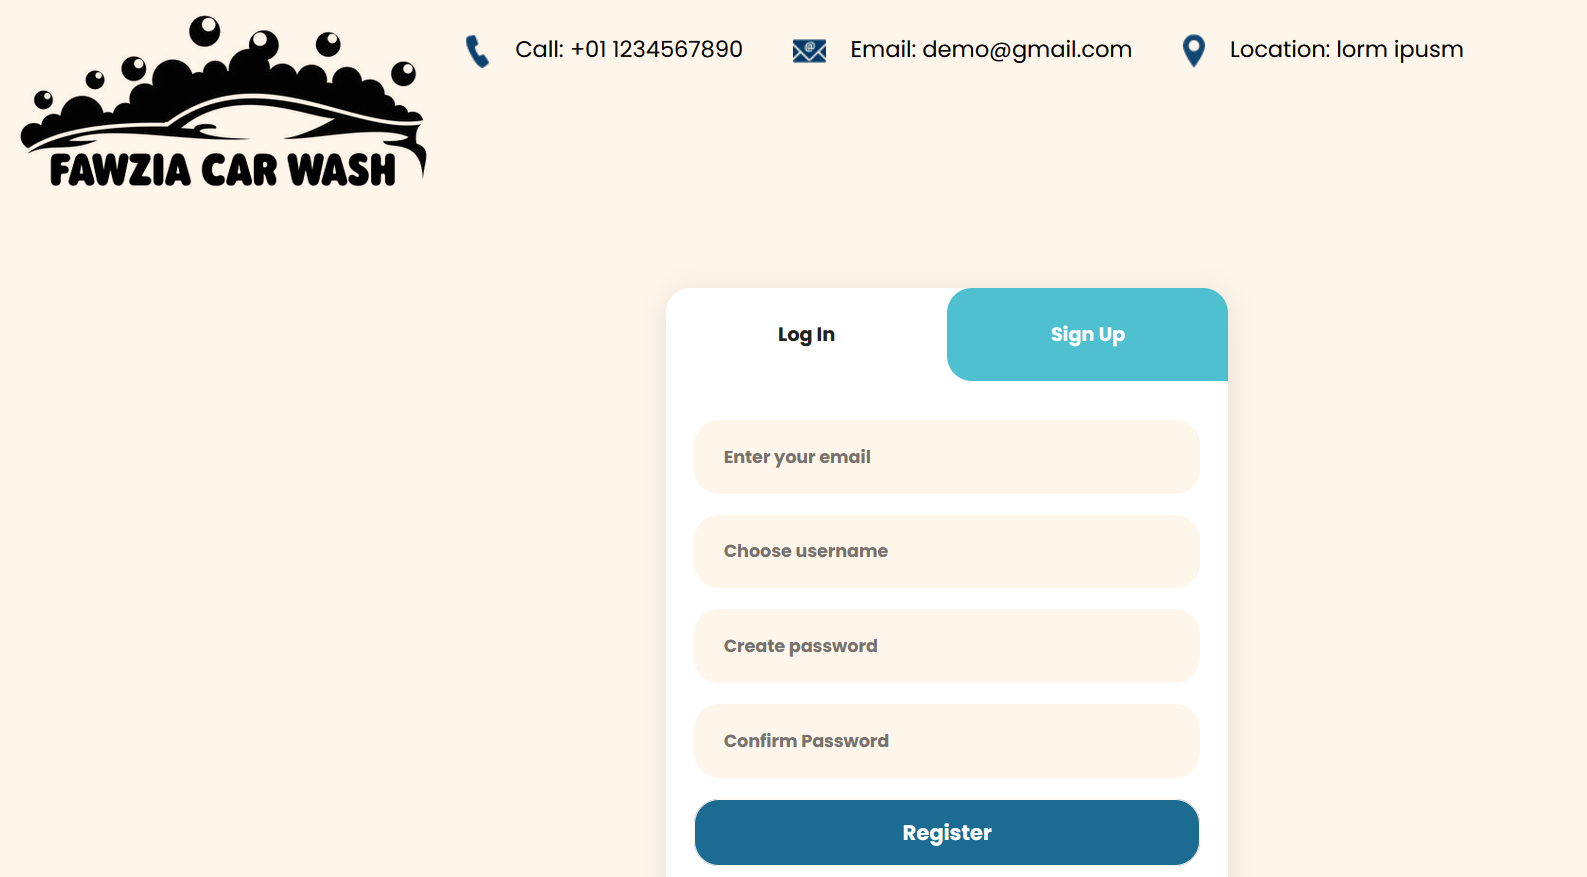 Call: +01 1234567890
Email: demo@gmail.com
Location: lorm ipusm
FAWZIA CAR WASH
Log In
Sign Up
Enter your email
Choose username
Create password
Confirm Password
Register